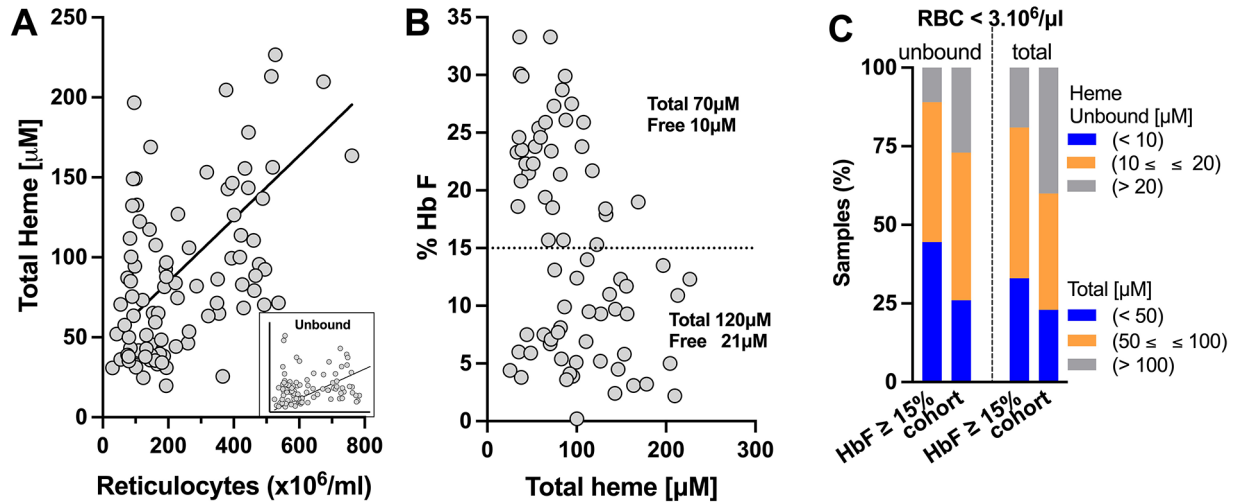 A
250
200
150
100
50
0
Total Heme [µM]
0 200 400 600 800
Reticulocytes (x10⁶/ml)
Unbound
B
35
30
25
20
15
10
5
0
% Hb F
Total 70µM
Free 10µM
Total 120µM
Free 21µM
0 100 200 300
Total heme [µM]
C
RBC < 3.10⁶/µl
unbound total
100
75
50
25
0
Samples (%)
HbF ≥ 15%
cohort
HbF ≥ 15%
cohort
Heme
Unbound [µM]
(< 10)
(10 ≤ ≤ 20)
(> 20)
Total [µM]
(< 50)
(50 ≤ ≤ 100)
(> 100)